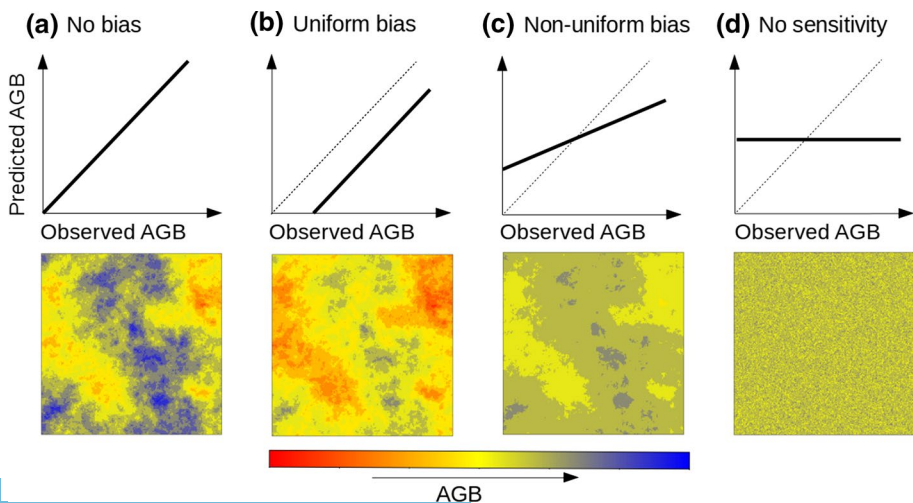 (a) No bias
(b) Uniform bias
(c) Non-uniform bias
(d) No sensitivity
Predicted AGB
Observed AGB
Observed AGB
Observed AGB
Observed AGB
AGB